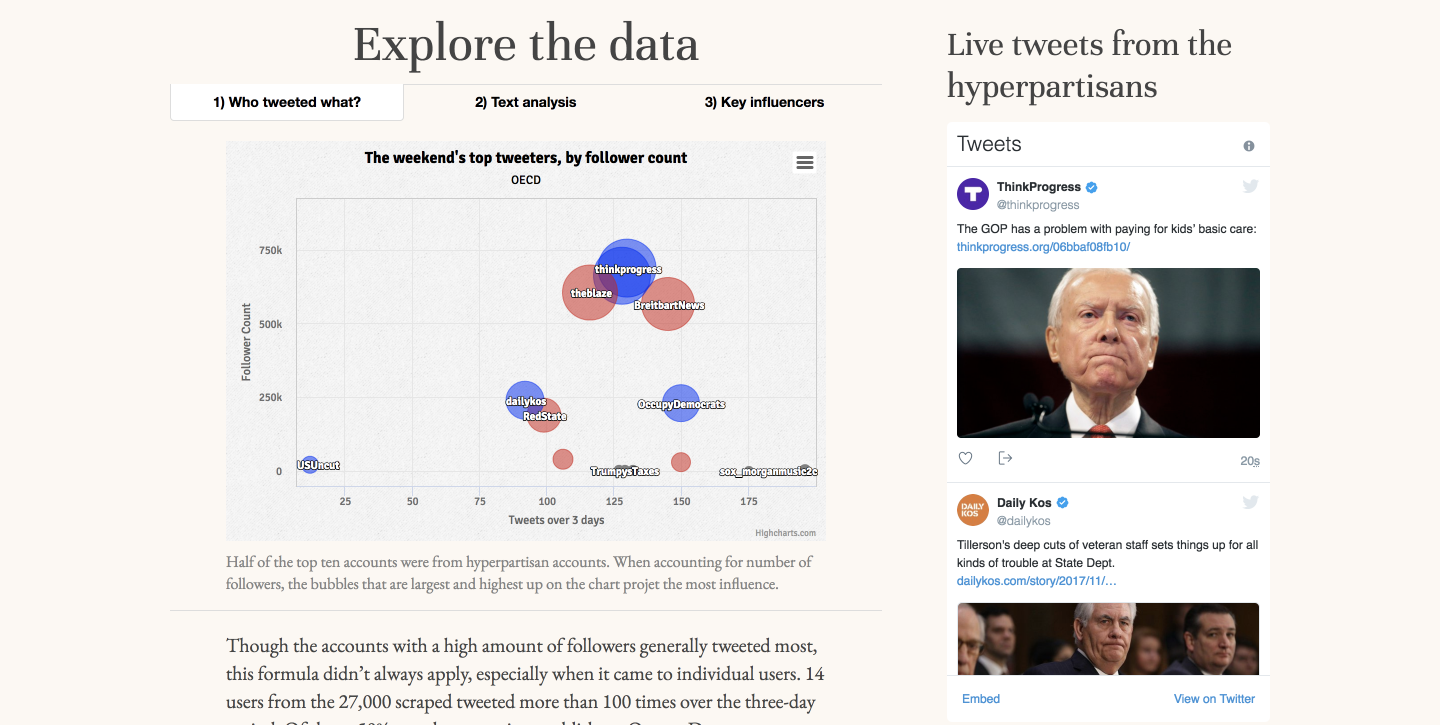 Explore the data
1) Who tweeted what?
2) Text analysis
3) Key influencers
The weekend's top tweeters, by follower count
OECD
Follower Count
750k
500k
250k
0
thinkprogress
theblaze
BreitbartNews
dailykos
RedState
OccupyDemocrats
USUncut
TrumpysTaxes
sox_morganmusic2c
25
50
75
100
125
150
175
Tweets over 3 days
Highcharts.com
Half of the top ten accounts were from hyperpartisan accounts. When accounting for number of
followers, the bubbles that are largest and highest up on the chart projet the most influence.
Though the accounts with a high amount of followers generally tweeted most,
this formula didn’t always apply, especially when it came to individual users. 14
users from the 27,000 scraped tweeted more than 100 times over the three-day
Live tweets from the
hyperpartisans
Tweets
ThinkProgress
@thinkprogress
The GOP has a problem with paying for kids’ basic care:
thinkprogress.org/06bbaf08fb10/
20s
DAILY
KOS
Daily Kos
@dailykos
Tillerson's deep cuts of veteran staff sets things up for all
kinds of trouble at State Dept.
dailykos.com/story/2017/11/…
Embed
View on Twitter